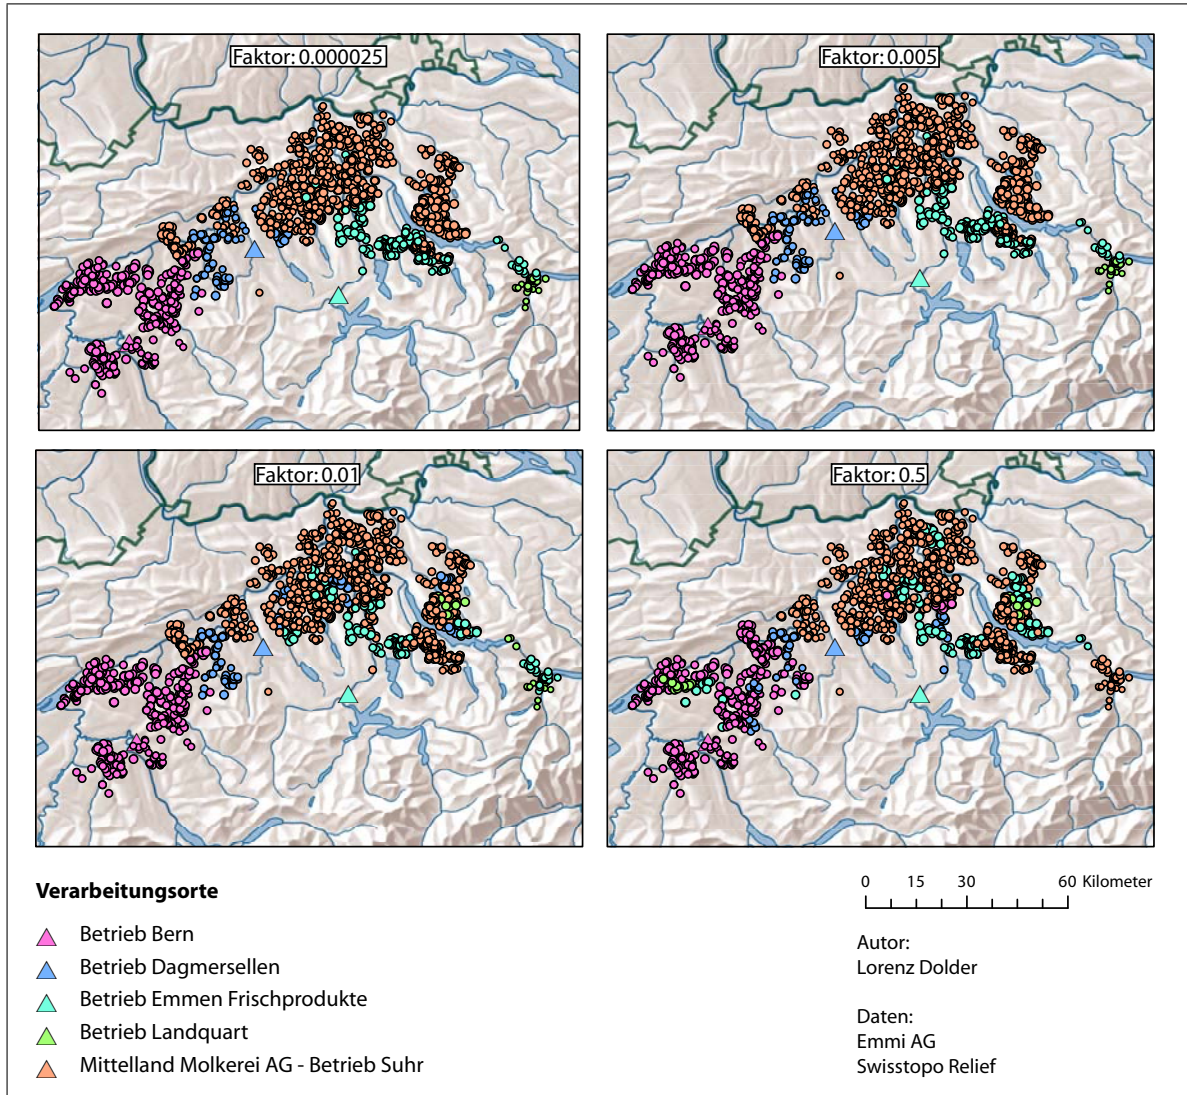 Faktor: 0.000025
Faktor: 0.005
Faktor: 0.01
Faktor: 0.5
Verarbeitungsorte
Betrieb Bern
Betrieb Dagmersellen
Betrieb Emmen Frischprodukte
Betrieb Landquart
Mittelland Molkerei AG - Betrieb Suhr
0 15 30 60 Kilometer
Autor:
Lorenz Dolder
Daten:
Emmi AG
Swisstopo Relief